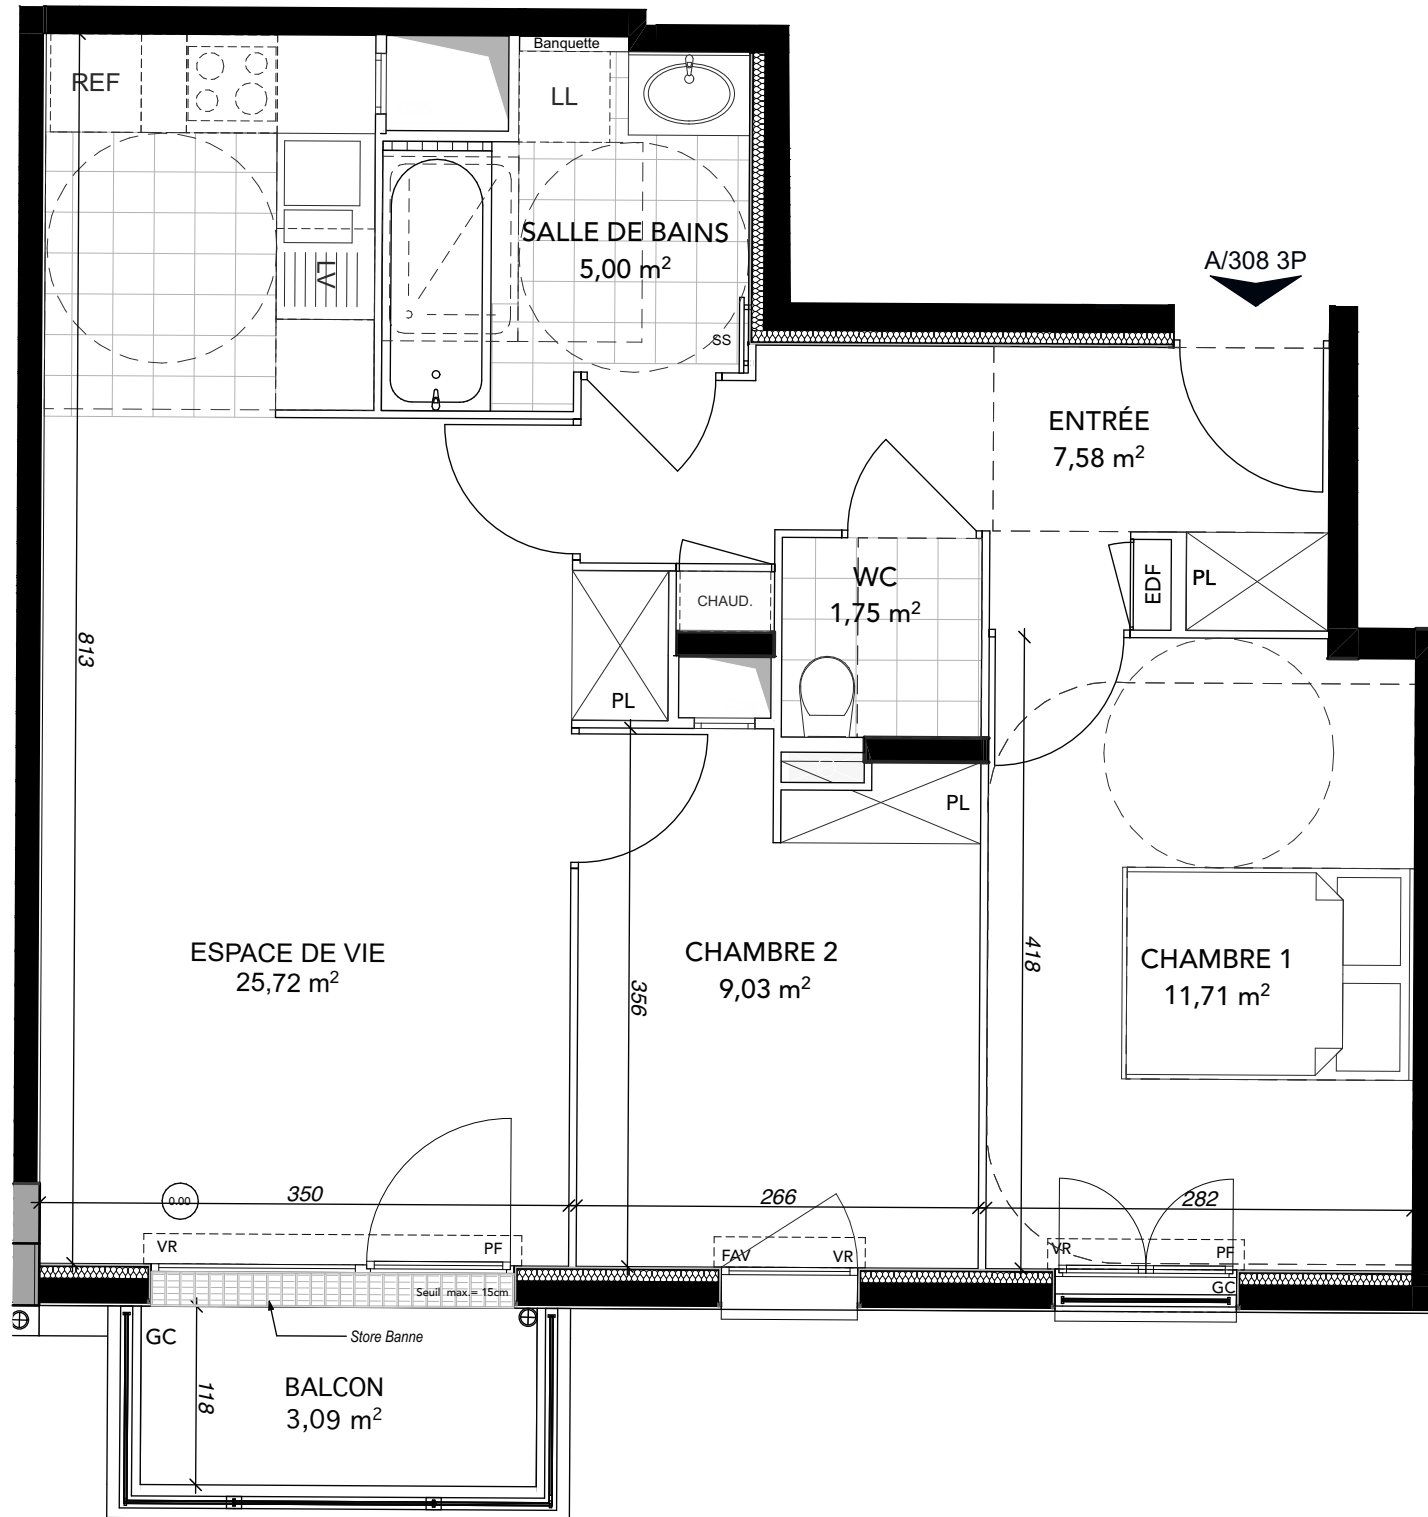 Banquette
REF
LL
LV
SALLE DE BAINS
5,00 m²
SS
A/308 3P
ENTRÉE
7,58 m²
WC
1,75 m²
CHAUD.
EDF
PL
813
PL
PL
ESPACE DE VIE
25,72 m²
CHAMBRE 2
9,03 m²
356
418
CHAMBRE 1
11,71 m²
0.00
350
266
282
VR
PF
FAV
VR
VR
PF
Seuil max.= 15cm
GC
GC
Store Banne
118
BALCON
3,09 m²